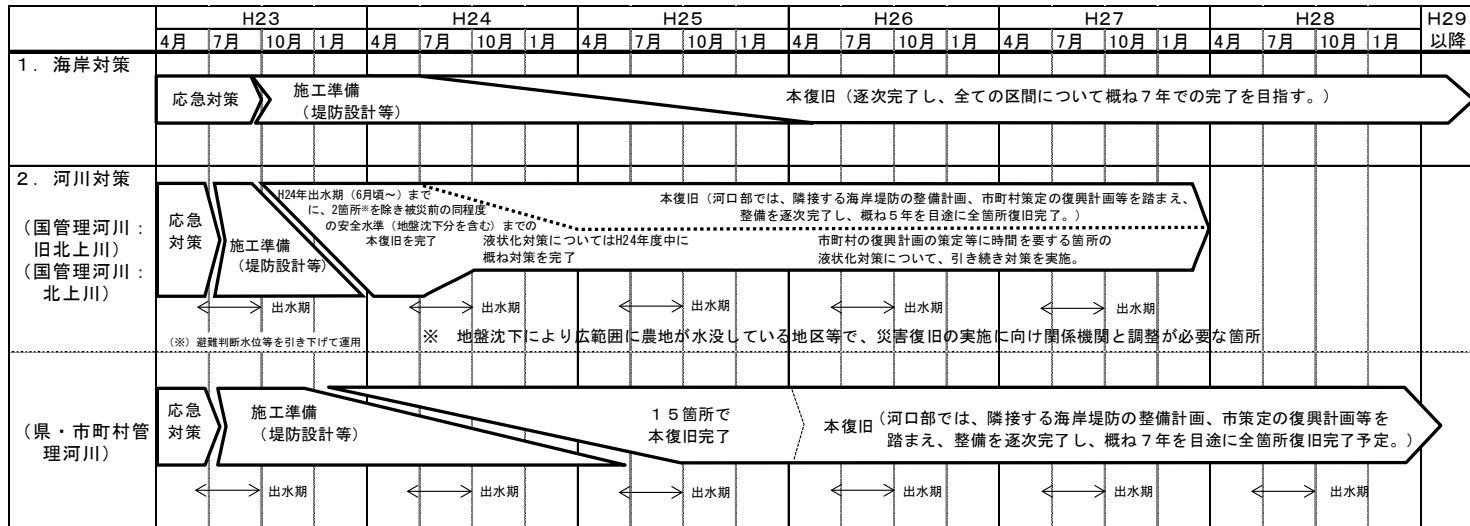 H23 H24 H25 H26 H27 H28 H29
4月 7月 10月 1月 4月 7月 10月 1月 4月 7月 10月 1月 4月 7月 10月 1月 4月 7月 10月 1月 4月 7月 10月 1月 以降
1．海岸対策
応急対策
施工準備
（堤防設計等）
本復旧（逐次完了し、全ての区間について概ね７年での完了を目指す。）
2．河川対策
（国管理河川：
旧北上川）
（国管理河川：
北上川）
応急
対策
施工準備
（堤防設計等）
H24年出水期（6月頃～）まで
に、2箇所※を除き被災前の同程度
の安全水準（地盤沈下分を含む）までの
本復旧を完了
液状化対策についてはH24年度中に
概ね対策を完了
本復旧（河口部では、隣接する海岸堤防の整備計画、市町村策定の復興計画等を踏まえ、
整備を逐次完了し、概ね５年を目途に全箇所復旧完了。）
市町村の復興計画の策定等に時間を要する箇所の
液状化対策について、引き続き対策を実施。
出水期 出水期 出水期 出水期 出水期
（※）避難判断水位等を引き下げて運用
※　地盤沈下により広範囲に農地が水没している地区等で、災害復旧の実施に向け関係機関と調整が必要な箇所
（県・市町村管
理河川）
応急
対策
施工準備
（堤防設計等）
１５箇所で
本復旧完了
本復旧（河口部では、隣接する海岸堤防の整備計画、市策定の復興計画等を
踏まえ、整備を逐次完了し、概ね７年を目途に全箇所復旧完了予定。）
出水期 出水期 出水期 出水期 出水期 出水期